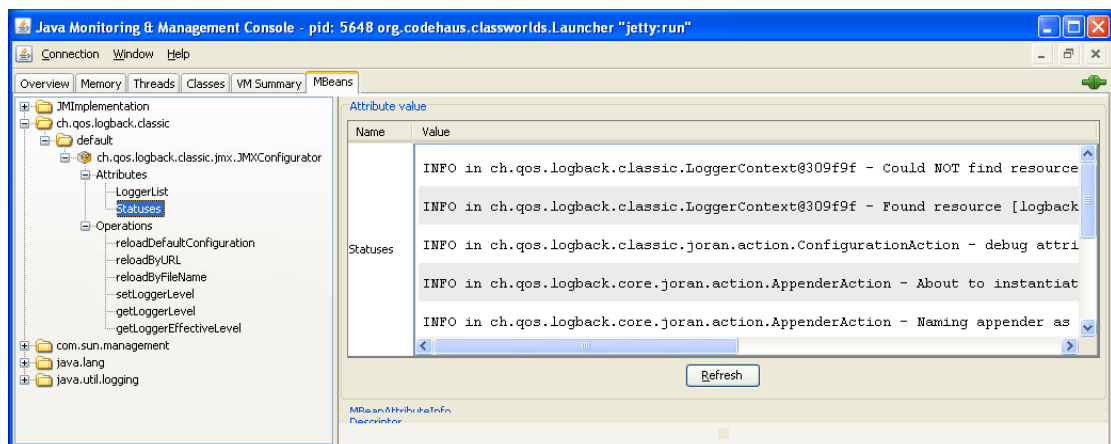 Java Monitoring & Management Console - pid: 5648 org.codehaus.classworlds.Launcher "jetty:run"
Connection Window Help
Overview Memory Threads Classes VM Summary MBeans
JMImplementation
ch.qos.logback.classic
default
ch.qos.logback.classic.jmx.JMXConfigurator
Attributes
LoggerList
Statuses
Operations
reloadDefaultConfiguration
reloadByURL
reloadByFileName
setLoggerLevel
getLoggerLevel
getLoggerEffectiveLevel
com.sun.management
java.lang
java.util.logging
Attribute value
Name Value
Statuses
INFO in ch.qos.logback.classic.LoggerContext@309f9f - Could NOT find resource
INFO in ch.qos.logback.classic.LoggerContext@309f9f - Found resource [logback
INFO in ch.qos.logback.classic.joran.action.ConfigurationAction - debug attri
INFO in ch.qos.logback.core.joran.action.AppenderAction - About to instantiat
INFO in ch.qos.logback.core.joran.action.AppenderAction - Naming appender as
Refresh
MBeanAttributeInfo
Descriptor